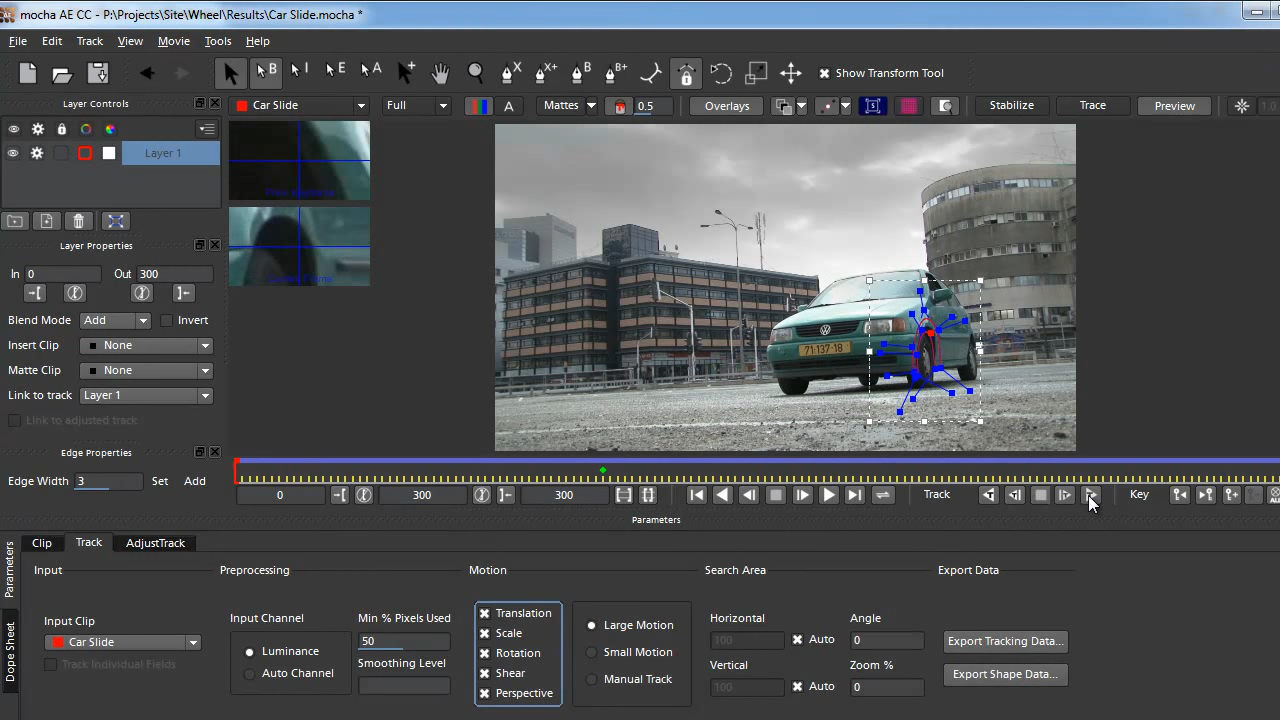 mocha AE CC - P:\Projects\Site\Wheel\Results\Car Slide.mocha *
File Edit Track View Movie Tools Help
B I E A X X+ B B+ Show Transform Tool
Layer Controls
Car Slide Full A Mattes 0.5 Overlays Stabilize Trace Preview 1.0
Layer 1
Layer Properties
In 0 Out 300
Blend Mode Add Invert
Insert Clip None
Matte Clip None
Link to track Layer 1
Link to adjusted track
71·137·18
Edge Properties
Edge Width 3 Set Add
0 300 300 Track Key
Parameters
Clip Track AdjustTrack
Parameters
Dope Sheet
Input
Input Clip
Car Slide
Track Individual Fields
Preprocessing
Input Channel
Luminance
Auto Channel
Min % Pixels Used
50
Smoothing Level
Motion
Translation
Scale
Rotation
Shear
Perspective
Large Motion
Small Motion
Manual Track
Search Area
Horizontal
100 Auto
Vertical
100 Auto
Angle
0
Zoom %
0
Export Data
Export Tracking Data...
Export Shape Data...